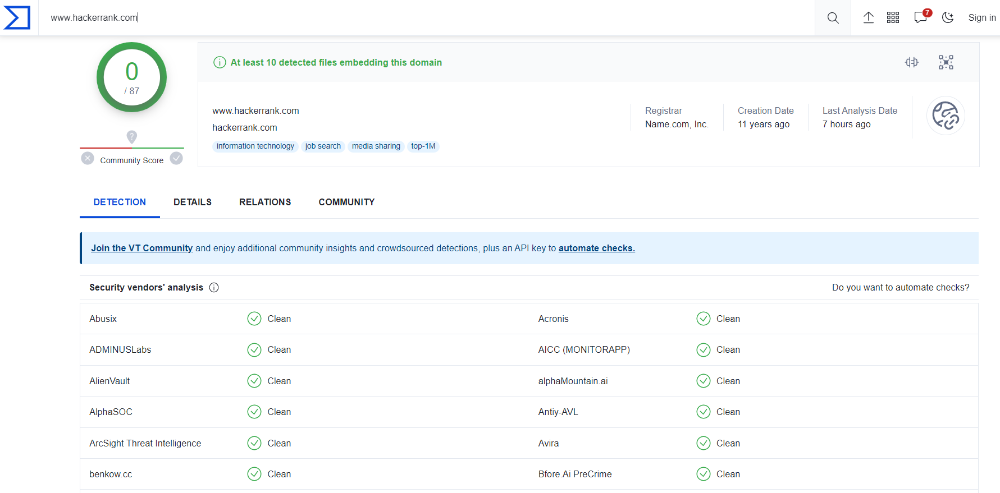 www.hackerrank.com
7
Sign in
0
/ 87
?
Community Score
At least 10 detected files embedding this domain
www.hackerrank.com
hackerrank.com
information technology job search media sharing top-1M
Registrar
Name.com, Inc.
Creation Date
11 years ago
Last Analysis Date
7 hours ago
DETECTION DETAILS RELATIONS COMMUNITY
Join the VT Community and enjoy additional community insights and crowdsourced detections, plus an API key to automate checks.
Security vendors' analysis Do you want to automate checks?
Abusix Clean Acronis Clean
ADMINUSLabs Clean AICC (MONITORAPP) Clean
AlienVault Clean alphaMountain.ai Clean
AlphaSOC Clean Antiy-AVL Clean
ArcSight Threat Intelligence Clean Avira Clean
benkow.cc Clean Bfore.Ai PreCrime Clean